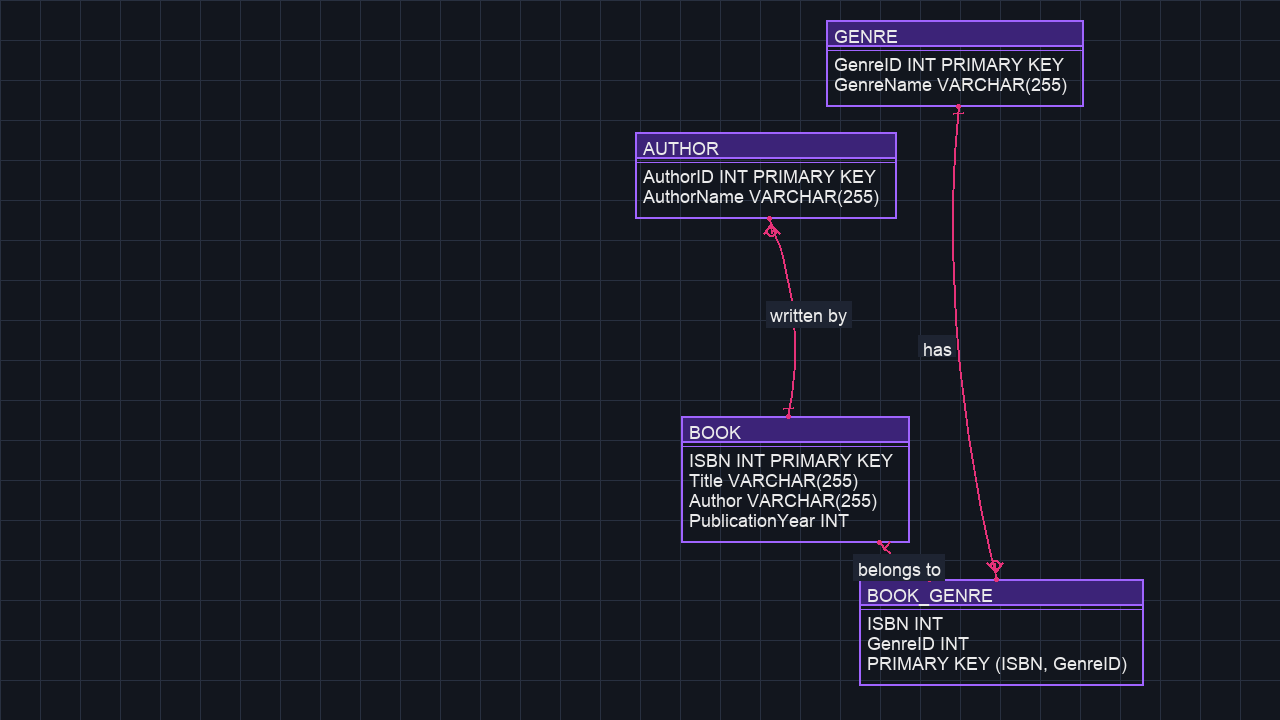 GENRE
GenreID INT PRIMARY KEY
GenreName VARCHAR(255)
AUTHOR
AuthorID INT PRIMARY KEY
AuthorName VARCHAR(255)
written by
has
BOOK
ISBN INT PRIMARY KEY
Title VARCHAR(255)
Author VARCHAR(255)
PublicationYear INT
belongs to
BOOK_GENRE
ISBN INT
GenreID INT
PRIMARY KEY (ISBN, GenreID)